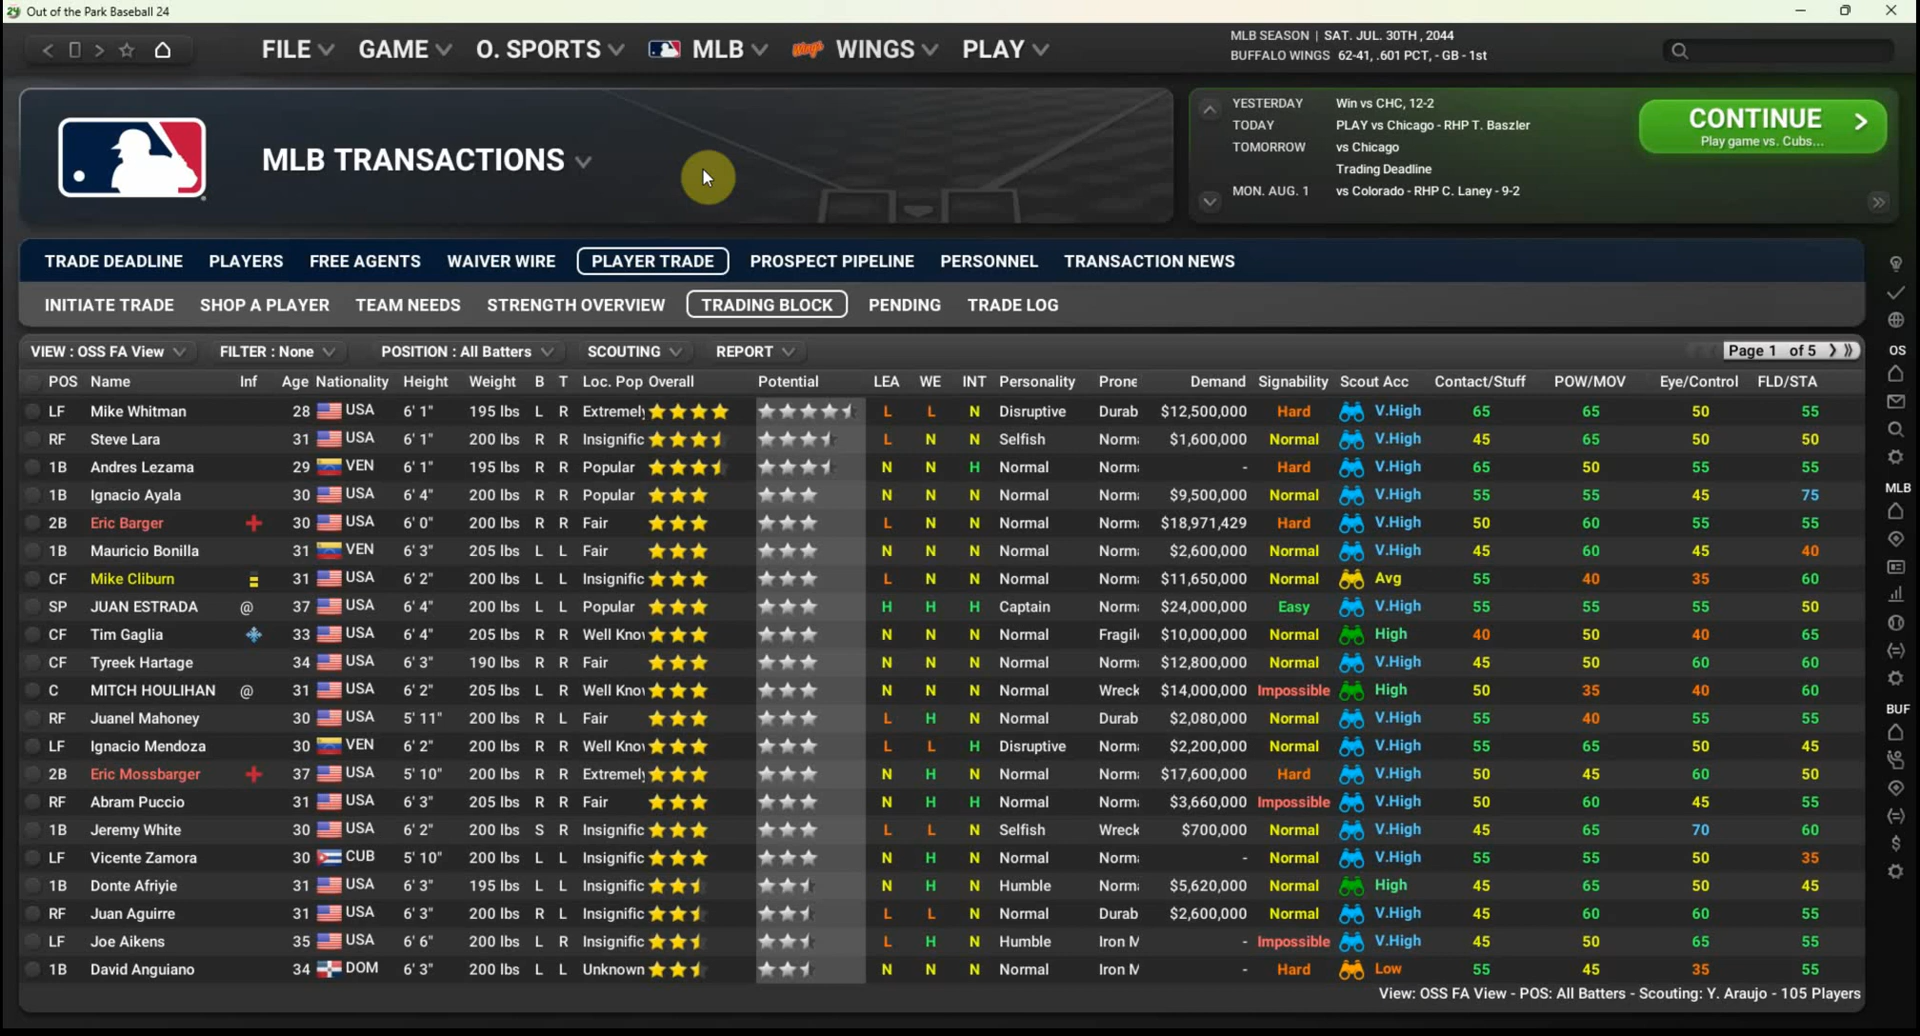 Out of the Park Baseball 24
FILE GAME O. SPORTS MLB WINGS PLAY
MLB SEASON | SAT. JUL. 30TH , 2044
BUFFALO WINGS 62-41, .601 PCT, - GB - 1st
MLB TRANSACTIONS
YESTERDAY Win vs CHC, 12-2
TODAY PLAY vs Chicago - RHP T. Baszler
TOMORROW vs Chicago
Trading Deadline
MON. AUG. 1 vs Colorado - RHP C. Laney - 9-2
CONTINUE
Play game vs. Cubs...
TRADE DEADLINE PLAYERS FREE AGENTS WAIVER WIRE PLAYER TRADE PROSPECT PIPELINE PERSONNEL TRANSACTION NEWS
INITIATE TRADE SHOP A PLAYER TEAM NEEDS STRENGTH OVERVIEW TRADING BLOCK PENDING TRADE LOG
VIEW : OSS FA View FILTER : None POSITION : All Batters SCOUTING REPORT Page 1 of 5
POS Name Inf Age Nationality Height Weight B T Loc. Pop Overall Potential LEA WE INT Personality Prone Demand Signability Scout Acc Contact/Stuff POW/MOV Eye/Control FLD/STA
LF Mike Whitman 28 USA 6' 1" 195 lbs L R Extremely L L N Disruptive Durab $12,500,000 Hard V.High 65 65 50 55
RF Steve Lara 31 USA 6' 1" 200 lbs R R Insignific L N N Selfish Norm $1,600,000 Normal V.High 45 65 50 50
1B Andres Lezama 29 VEN 6' 1" 195 lbs R R Popular N N H Normal Norm - Hard V.High 65 50 55 55
1B Ignacio Ayala 30 USA 6' 4" 200 lbs R R Popular N N N Normal Norm $9,500,000 Normal V.High 55 55 45 75
2B Eric Barger 30 USA 6' 0" 200 lbs R R Fair L N N Normal Norm $18,971,429 Hard V.High 50 60 55 55
1B Mauricio Bonilla 31 VEN 6' 3" 205 lbs L L Fair N N N Normal Norm $2,600,000 Normal V.High 45 60 45 40
CF Mike Cliburn 31 USA 6' 2" 200 lbs L L Insignific L N N Normal Norm $11,650,000 Normal Avg 55 40 35 60
SP JUAN ESTRADA @ 37 USA 6' 4" 200 lbs L L Popular H H H Captain Norm $24,000,000 Easy V.High 55 55 55 50
CF Tim Gaglia 33 USA 6' 4" 205 lbs R R Well Know N N N Normal Fragil $10,000,000 Normal High 40 50 40 65
CF Tyreek Hartage 34 USA 6' 3" 190 lbs R R Fair N N N Normal Norm $12,800,000 Normal V.High 45 50 60 60
C MITCH HOULIHAN @ 31 USA 6' 2" 205 lbs L R Well Know N N N Normal Wreck $14,000,000 Impossible High 50 35 40 60
RF Juanel Mahoney 30 USA 5' 11" 200 lbs R L Fair L H N Normal Durab $2,080,000 Normal V.High 55 40 55 55
LF Ignacio Mendoza 30 VEN 6' 2" 200 lbs R R Well Know L L H Disruptive Norm $2,200,000 Normal V.High 55 65 50 45
2B Eric Mossbarger 37 USA 5' 10" 200 lbs R R Extremely N H N Normal Norm $17,600,000 Hard V.High 50 45 60 50
RF Abram Puccio 31 USA 6' 3" 205 lbs R R Fair N H H Normal Norm $3,660,000 Impossible V.High 50 60 45 55
1B Jeremy White 30 USA 6' 2" 200 lbs S R Insignific L L N Selfish Wreck $700,000 Normal V.High 45 65 70 60
LF Vicente Zamora 30 CUB 5' 10" 200 lbs L L Insignific N H N Normal Norm - Normal V.High 55 55 50 35
1B Donte Afriyie 31 USA 6' 3" 195 lbs L L Insignific N H N Humble Norm $5,620,000 Normal High 45 65 50 45
RF Juan Aguirre 31 USA 6' 3" 200 lbs R L Insignific L L N Normal Durab $2,600,000 Normal V.High 45 60 60 55
LF Joe Aikens 35 USA 6' 6" 200 lbs L R Insignific L H N Humble Iron M - Impossible V.High 45 50 65 55
1B David Anguiano 34 DOM 6' 3" 200 lbs L L Unknown N N N Normal Iron M - Hard Low 55 45 35 55
View: OSS FA View - POS: All Batters - Scouting: Y. Araujo - 105 Players
OS
MLB
BUF